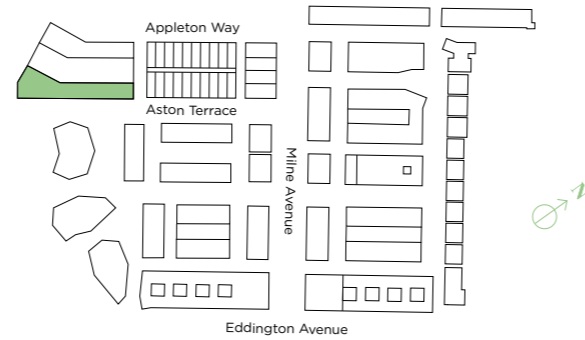 Appleton Way
Aston Terrace
Milne Avenue
N
Eddington Avenue